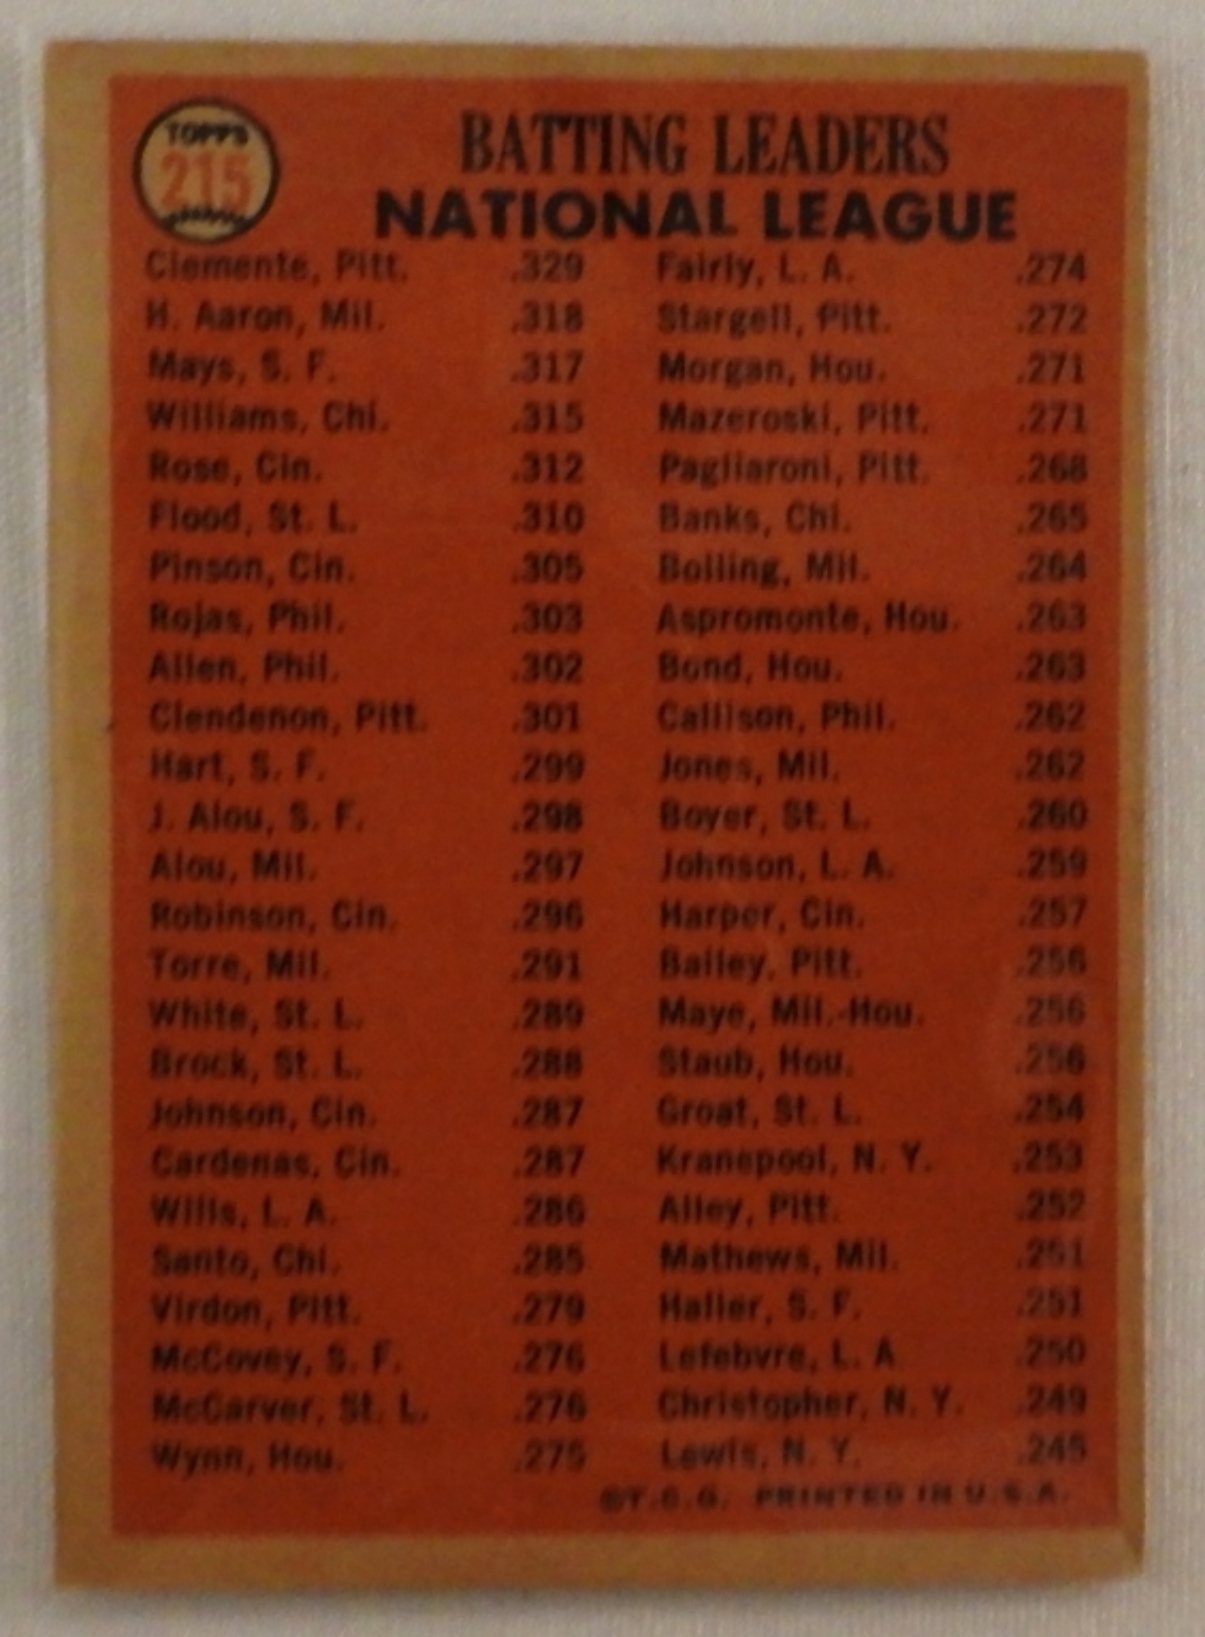 TOPPS
215
BATTING LEADERS
NATIONAL LEAGUE
Clemente, Pitt. .329
H. Aaron, Mil. .318
Mays, S. F. .317
Williams, Chi. .315
Rose, Cin. .312
Flood, St. L. .310
Pinson, Cin. .305
Rojas, Phil. .303
Allen, Phil. .302
Clendenon, Pitt. .301
Hart, S. F. .299
J. Alou, S. F. .298
Alou, Mil. .297
Robinson, Cin. .296
Torre, Mil. .291
White, St. L. .289
Brock, St. L. .288
Johnson, Cin. .287
Cardenas, Cin. .287
Wills, L. A. .286
Santo, Chi. .285
Virdon, Pitt. .279
McCovey, S. F. .276
McCarver, St. L. .276
Wynn, Hou. .275
Fairly, L. A. .274
Stargell, Pitt. .272
Morgan, Hou. .271
Mazeroski, Pitt. .271
Pagliaroni, Pitt. .268
Banks, Chi. .265
Bolling, Mil. .264
Aspromonte, Hou. .263
Bond, Hou. .263
Callison, Phil. .262
Jones, Mil. .262
Boyer, St. L. .260
Johnson, L. A. .259
Harper, Cin. .257
Bailey, Pitt. .256
Maye, Mil.-Hou. .256
Staub, Hou. .256
Groat, St. L. .254
Kranepool, N. Y. .253
Alley, Pitt. .252
Mathews, Mil. .251
Haller, S. F. .251
Lefebvre, L. A. .250
Christopher, N. Y. .249
Lewis, N. Y. .245
©T.C.G. PRINTED IN U.S.A.